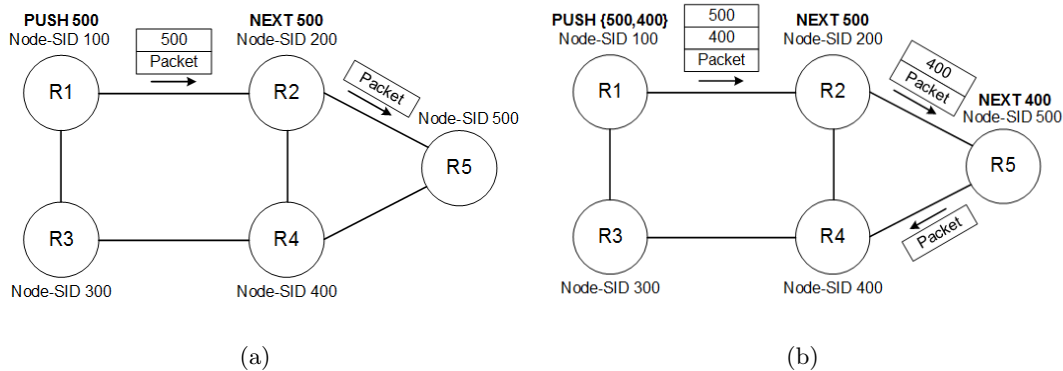 PUSH 500
Node-SID 100
500
Packet
NEXT 500
Node-SID 200
R1
R2
Packet
Node-SID 500
R5
R3
R4
Node-SID 300
Node-SID 400
(a)
PUSH {500,400}
Node-SID 100
500
400
Packet
NEXT 500
Node-SID 200
R1
R2
400
Packet
NEXT 400
Node-SID 500
R5
Packet
R3
R4
Node-SID 300
Node-SID 400
(b)